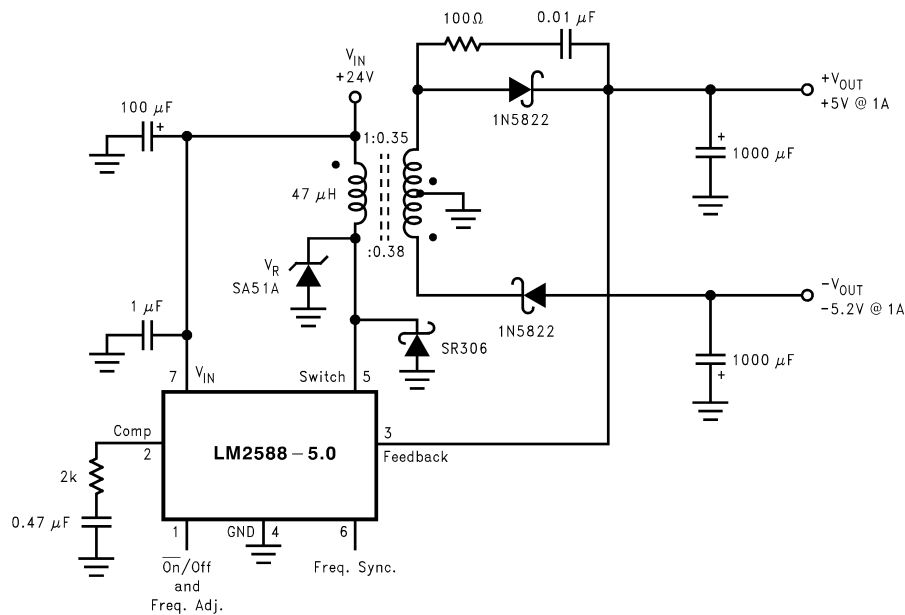 100Ω
0.01 μF
V_IN
+24V
1N5822
+V_OUT
+5V @ 1A
100 μF
+
1:0.35
+
1000 μF
47 μH
:0.38
V_R
SA51A
−V_OUT
−5.2V @ 1A
1N5822
1 μF
SR306
1000 μF
+
7
V_IN
Switch
5
Comp
2
LM2588−5.0
3
Feedback
2k
0.47 μF
1
GND
4
6
O̅n̅/Off
and
Freq. Adj.
Freq. Sync.